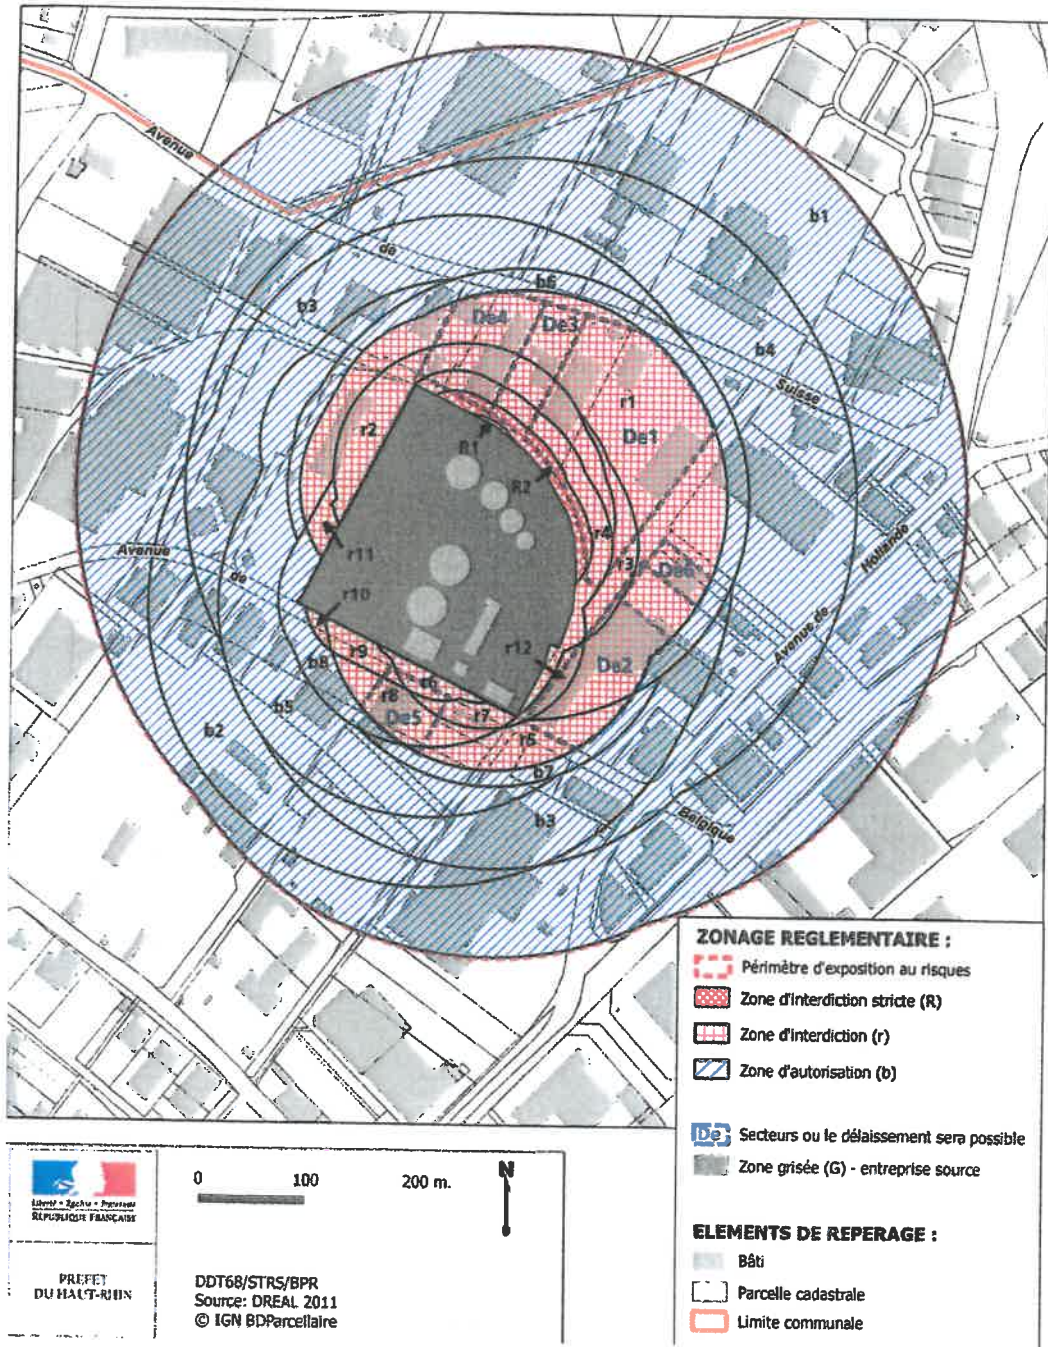 Avenue
de
Suisse
b1
b3
b6
b4
De4
De3
r1
De1
r2
R1
R2
r4
r3
De6
r11
Avenue
de
r10
Hollande
Avenue de
r12
De2
r9
b8
r6
r8
De5
r7
r5
b5
b2
b7
b3
Belgique
ZONAGE REGLEMENTAIRE :
Périmètre d'exposition au risques
Zone d'interdiction stricte (R)
Zone d'interdiction (r)
Zone d'autorisation (b)
De Secteurs ou le délaissement sera possible
Zone grisée (G) - entreprise source
ELEMENTS DE REPERAGE :
Bâti
Parcelle cadastrale
Limite communale
Liberté • Égalité • Fraternité
RÉPUBLIQUE FRANÇAISE
PREFET
DU HAUT-RHIN
0 100 200 m.
N
DDT68/STRS/BPR
Source: DREAL 2011
© IGN BDParcellaire